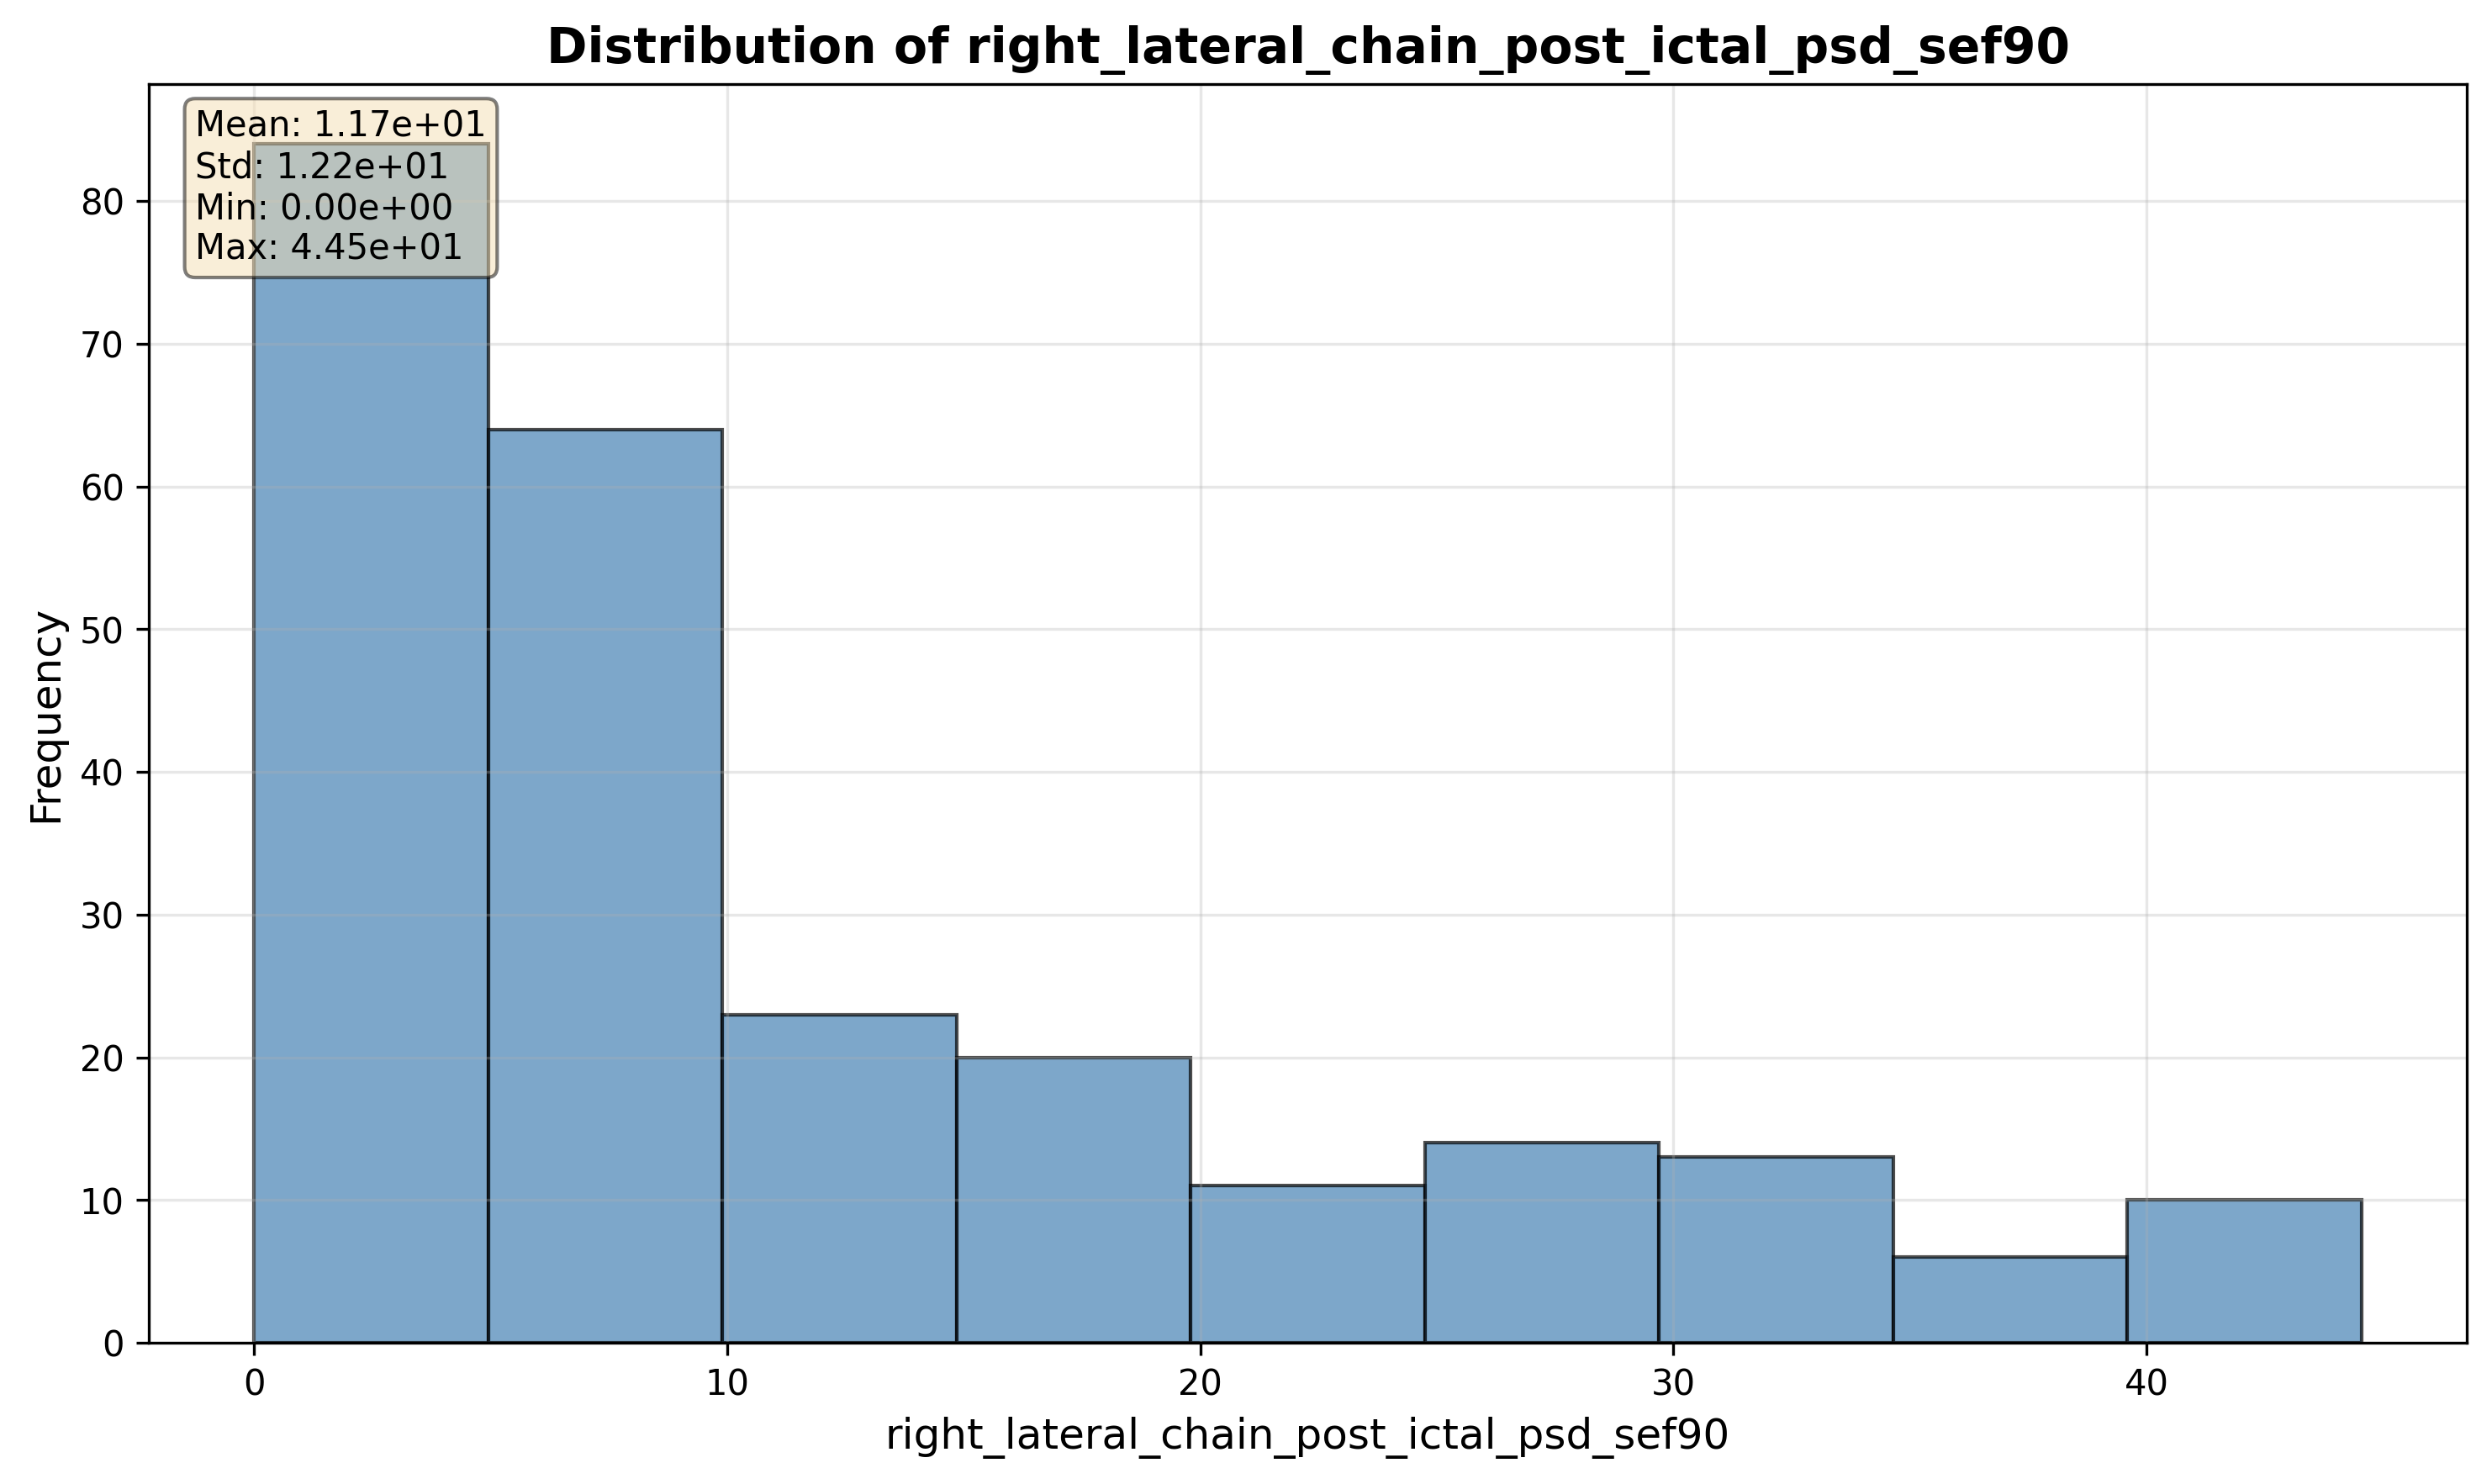 Distribution of right_lateral_chain_post_ictal_psd_sef90
Mean: 1.17e+01
Std: 1.22e+01
Min: 0.00e+00
Max: 4.45e+01
80
70
60
50
40
30
20
10
0
Frequency
0 10 20 30 40
right_lateral_chain_post_ictal_psd_sef90